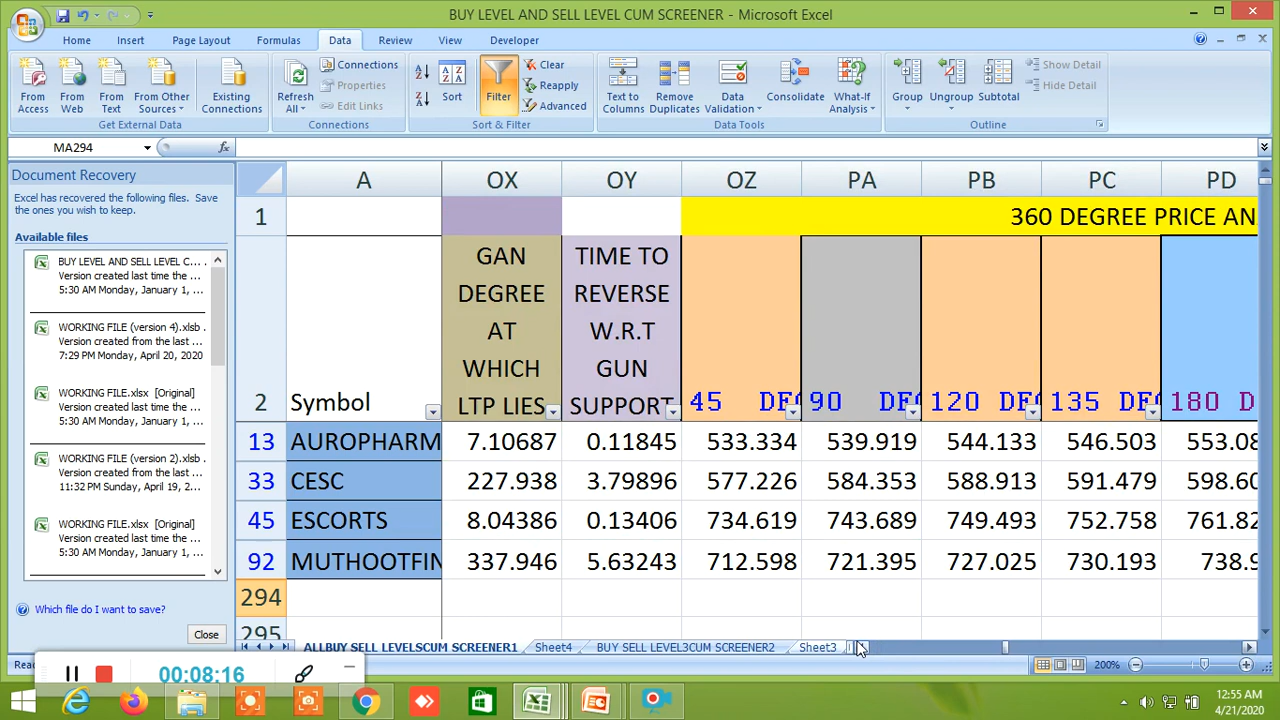 BUY LEVEL AND SELL LEVEL CUM SCREENER - Microsoft Excel
Home Insert Page Layout Formulas Data Review View Developer
From Access
From Web
From Text
From Other Sources
Existing Connections
Get External Data
Refresh All
Connections
Properties
Edit Links
Connections
Sort
Filter
Clear
Reapply
Advanced
Sort & Filter
Text to Columns
Remove Duplicates
Data Validation
Consolidate
What-If Analysis
Data Tools
Group
Ungroup
Subtotal
Show Detail
Hide Detail
Outline
MA294
fx
Document Recovery
Excel has recovered the following files. Save
the ones you wish to keep.
Available files
BUY LEVEL AND SELL LEVEL C...
Version created last time the ...
5:30 AM Monday, January 1, ...
WORKING FILE (version 4).xlsb .
Version created from the last ...
7:29 PM Monday, April 20, 2020
WORKING FILE.xlsx [Original]
Version created last time the ...
5:30 AM Monday, January 1, ...
WORKING FILE (version 2).xlsb .
Version created from the last ...
11:32 PM Sunday, April 19, 2...
WORKING FILE.xlsx [Original]
Version created last time the ...
5:30 AM Monday, January 1, ...
Which file do I want to save?
Close
A OX OY OZ PA PB PC PD
1 360 DEGREE PRICE AN
GAN
DEGREE
AT
WHICH
LTP LIES
TIME TO
REVERSE
W.R.T
GUN
SUPPORT
2 Symbol 45 DEG 90 DEG 120 DEG 135 DEG 180 D
13 AUROPHARM 7.10687 0.11845 533.334 539.919 544.133 546.503 553.08
33 CESC 227.938 3.79896 577.226 584.353 588.913 591.479 598.60
45 ESCORTS 8.04386 0.13406 734.619 743.689 749.493 752.758 761.82
92 MUTHOOTFIN 337.946 5.63243 712.598 721.395 727.025 730.193 738.9
294
295
ALLBUY SELL LEVELSCUM SCREENER1 Sheet4 BUY SELL LEVEL3CUM SCREENER2 Sheet3
Rea
00:08:16
200%
12:55 AM
4/21/2020